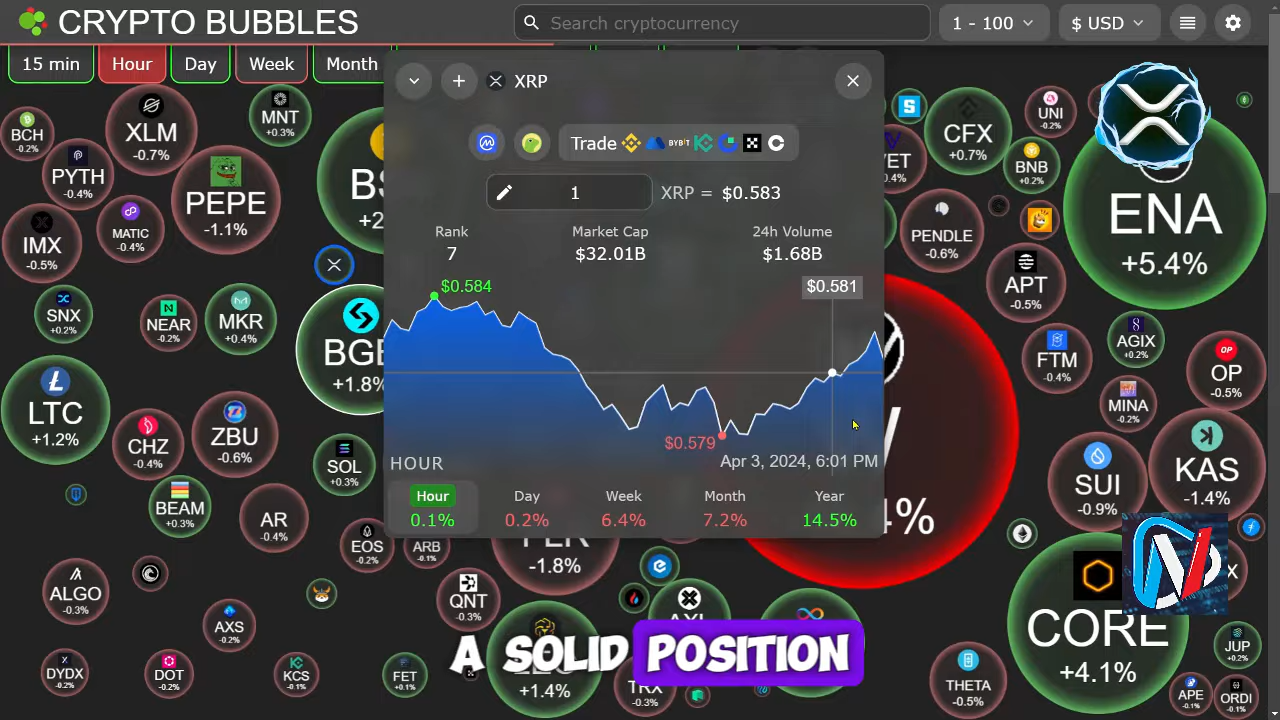 CRYPTO BUBBLES
Search cryptocurrency
1 - 100
$ USD
15 min
Hour
Day
Week
Month
XRP
Trade
BYBIT
1
XRP = $0.583
Rank
Market Cap
24h Volume
7
$32.01B
$1.68B
$0.584
$0.581
$0.579
HOUR
Apr 3, 2024, 6:01 PM
Hour
Day
Week
Month
Year
0.1%
0.2%
6.4%
7.2%
14.5%
BCH
-0.2%
XLM
-0.7%
MNT
+0.3%
PYTH
-0.4%
PEPE
-1.1%
MATIC
-0.4%
IMX
-0.5%
SNX
+0.2%
NEAR
-0.2%
MKR
+0.4%
BGB
+1.8%
LTC
+1.2%
CHZ
-0.4%
ZBU
-0.6%
SOL
+0.3%
BEAM
+0.3%
AR
-0.4%
EOS
-0.2%
ARB
-0.1%
-1.8%
ALGO
-0.3%
AXS
-0.2%
QNT
-0.3%
DYDX
-0.2%
DOT
-0.2%
KCS
-0.1%
FET
+0.1%
+1.4%
AXL
TRX
CFX
+0.7%
UNI
-0.2%
BNB
+0.2%
VET
PENDLE
-0.6%
APT
-0.5%
ENA
+5.4%
FTM
-0.4%
AGIX
+0.2%
OP
-0.5%
MINA
-0.2%
SUI
-0.9%
KAS
-1.4%
4%
CORE
+4.1%
THETA
-0.5%
JUP
+0.2%
APE
-0.1%
ORDI
-0.1%
A SOLID POSITION